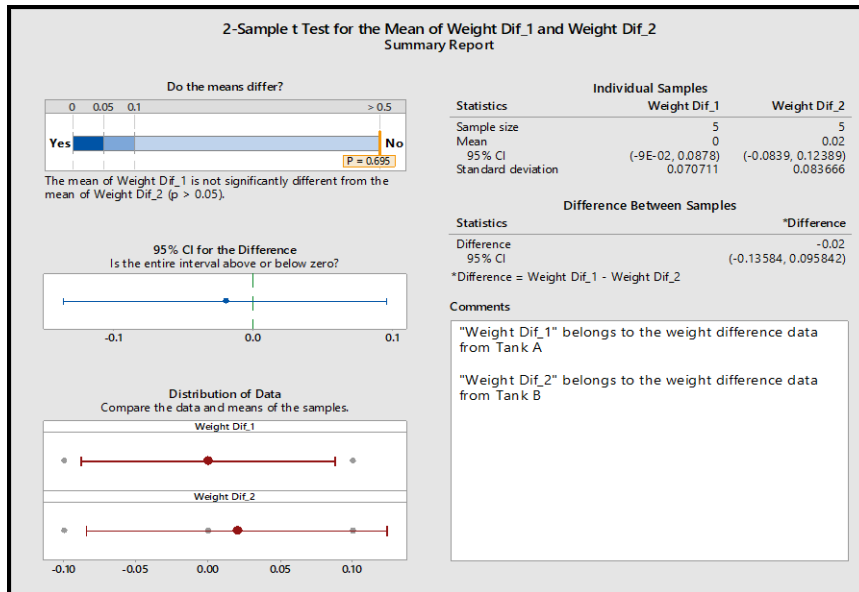 2-Sample t Test for the Mean of Weight Dif_1 and Weight Dif_2
Summary Report
Do the means differ?
0 0.05 0.1 > 0.5
Yes No
P = 0.695
The mean of Weight Dif_1 is not significantly different from the
mean of Weight Dif_2 (p > 0.05).
95% CI for the Difference
Is the entire interval above or below zero?
-0.1 0.0 0.1
Distribution of Data
Compare the data and means of the samples.
Weight Dif_1
Weight Dif_2
-0.10 -0.05 0.00 0.05 0.10
Individual Samples
Statistics Weight Dif_1 Weight Dif_2
Sample size 5 5
Mean 0 0.02
95% CI (-9E-02, 0.0878) (-0.0839, 0.12389)
Standard deviation 0.070711 0.083666
Difference Between Samples
Statistics *Difference
Difference -0.02
95% CI (-0.13584, 0.095842)
*Difference = Weight Dif_1 - Weight Dif_2
Comments
"Weight Dif_1" belongs to the weight difference data
from Tank A
"Weight Dif_2" belongs to the weight difference data
from Tank B